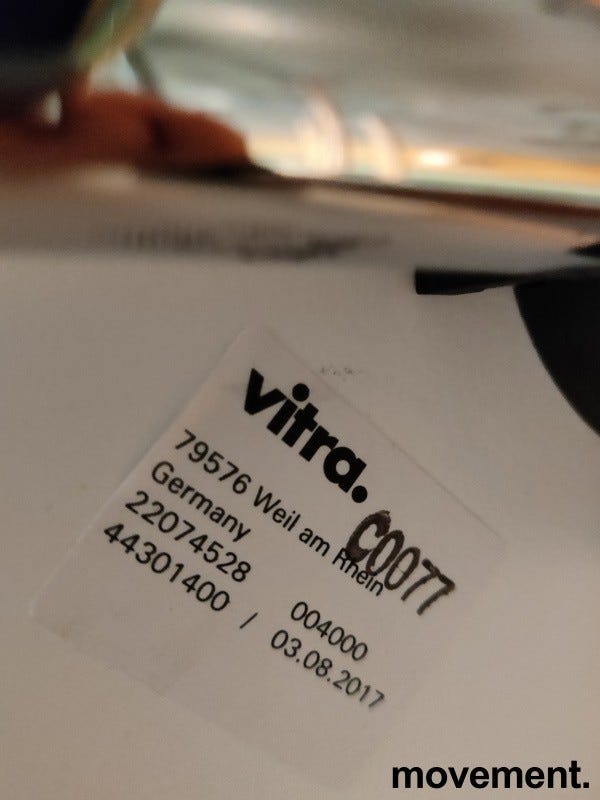 vitra.
C0077
79576 Weil am Rhein
Germany
22074528 004000
44301400 / 03.08.2017
movement.